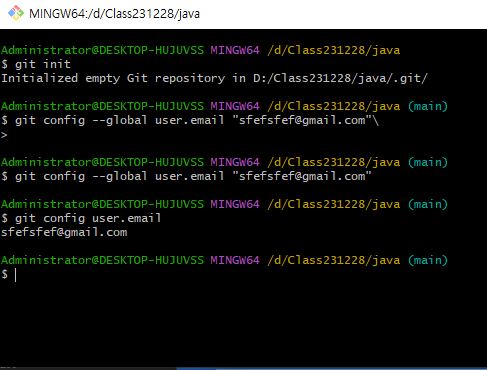 MINGW64:/d/Class231228/java
Administrator@DESKTOP-HUJUVSS MINGW64 /d/Class231228/java
$ git init
Initialized empty Git repository in D:/Class231228/java/.git/
Administrator@DESKTOP-HUJUVSS MINGW64 /d/Class231228/java (main)
$ git config --global user.email "sfefsfef@gmail.com"\
>
Administrator@DESKTOP-HUJUVSS MINGW64 /d/Class231228/java (main)
$ git config --global user.email "sfefsfef@gmail.com"
Administrator@DESKTOP-HUJUVSS MINGW64 /d/Class231228/java (main)
$ git config user.email
sfefsfef@gmail.com
Administrator@DESKTOP-HUJUVSS MINGW64 /d/Class231228/java (main)
$